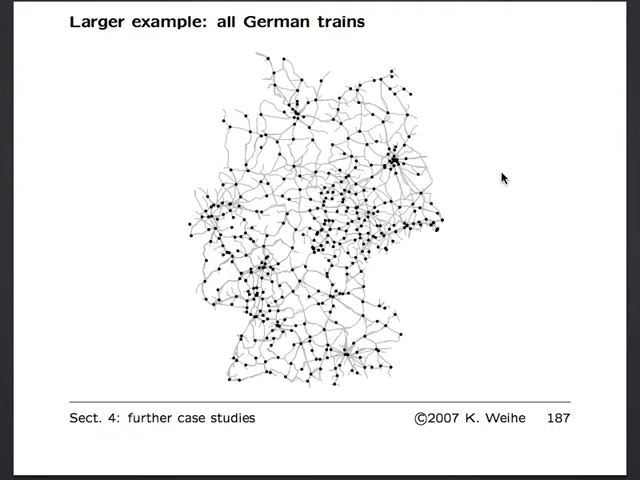 Larger example: all German trains
Sect. 4: further case studies ©2007 K. Weihe 187